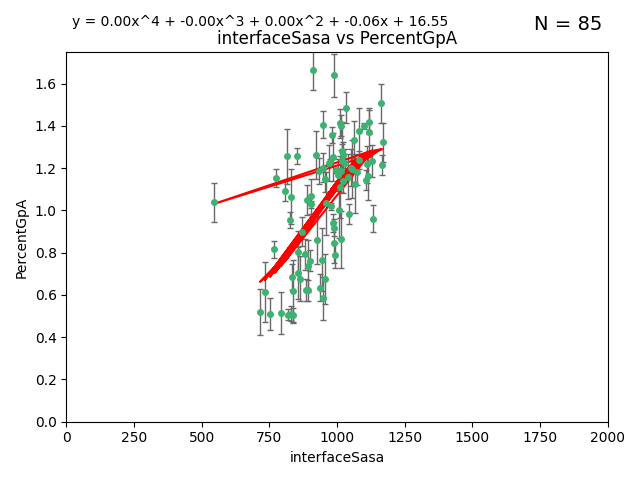 y = 0.00x^4 + -0.00x^3 + 0.00x^2 + -0.06x + 16.55
N = 85
interfaceSasa vs PercentGpA
PercentGpA
1.6
1.4
1.2
1.0
0.8
0.6
0.4
0.2
0.0
0 250 500 750 1000 1250 1500 1750 2000
interfaceSasa